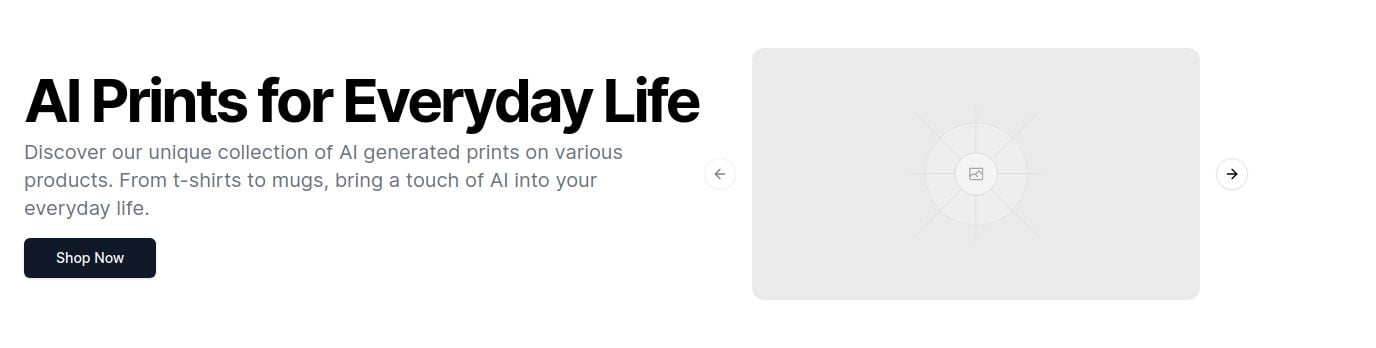 AI Prints for Everyday Life
Discover our unique collection of AI generated prints on various
products. From t-shirts to mugs, bring a touch of AI into your
everyday life.
Shop Now